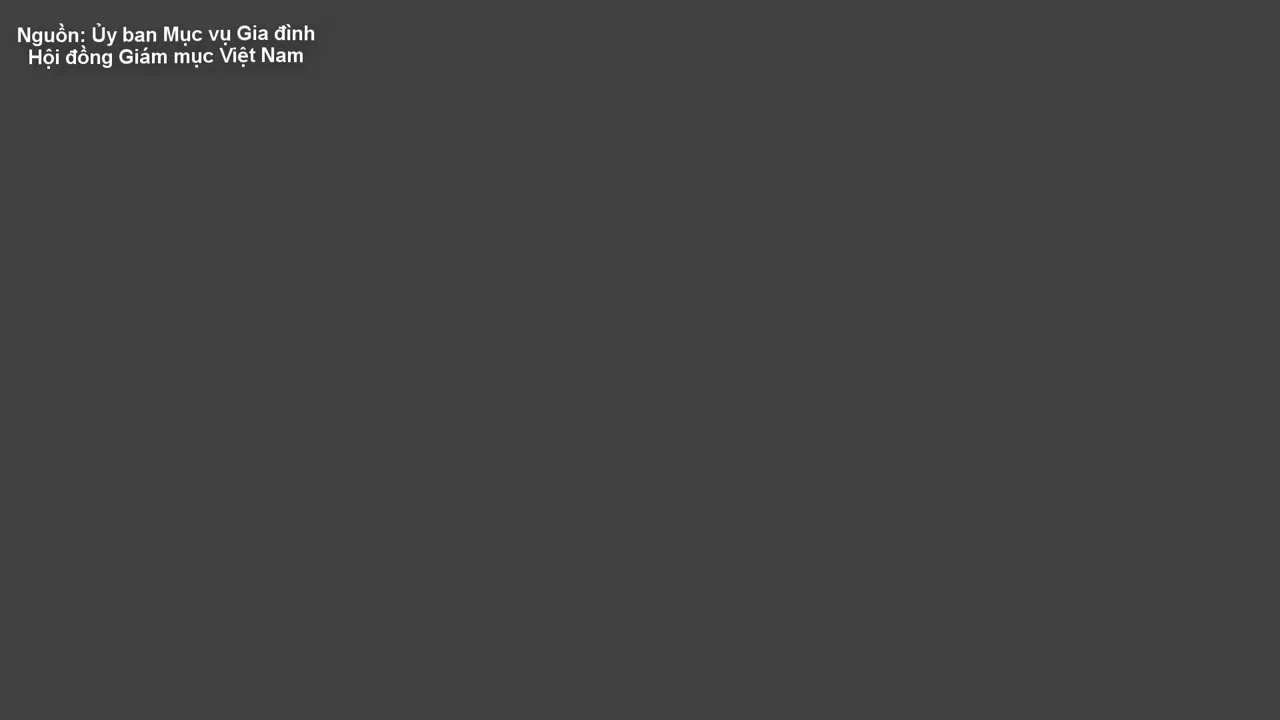 Nguồn: Ủy ban Mục vụ Gia đình
Hội đồng Giám mục Việt Nam